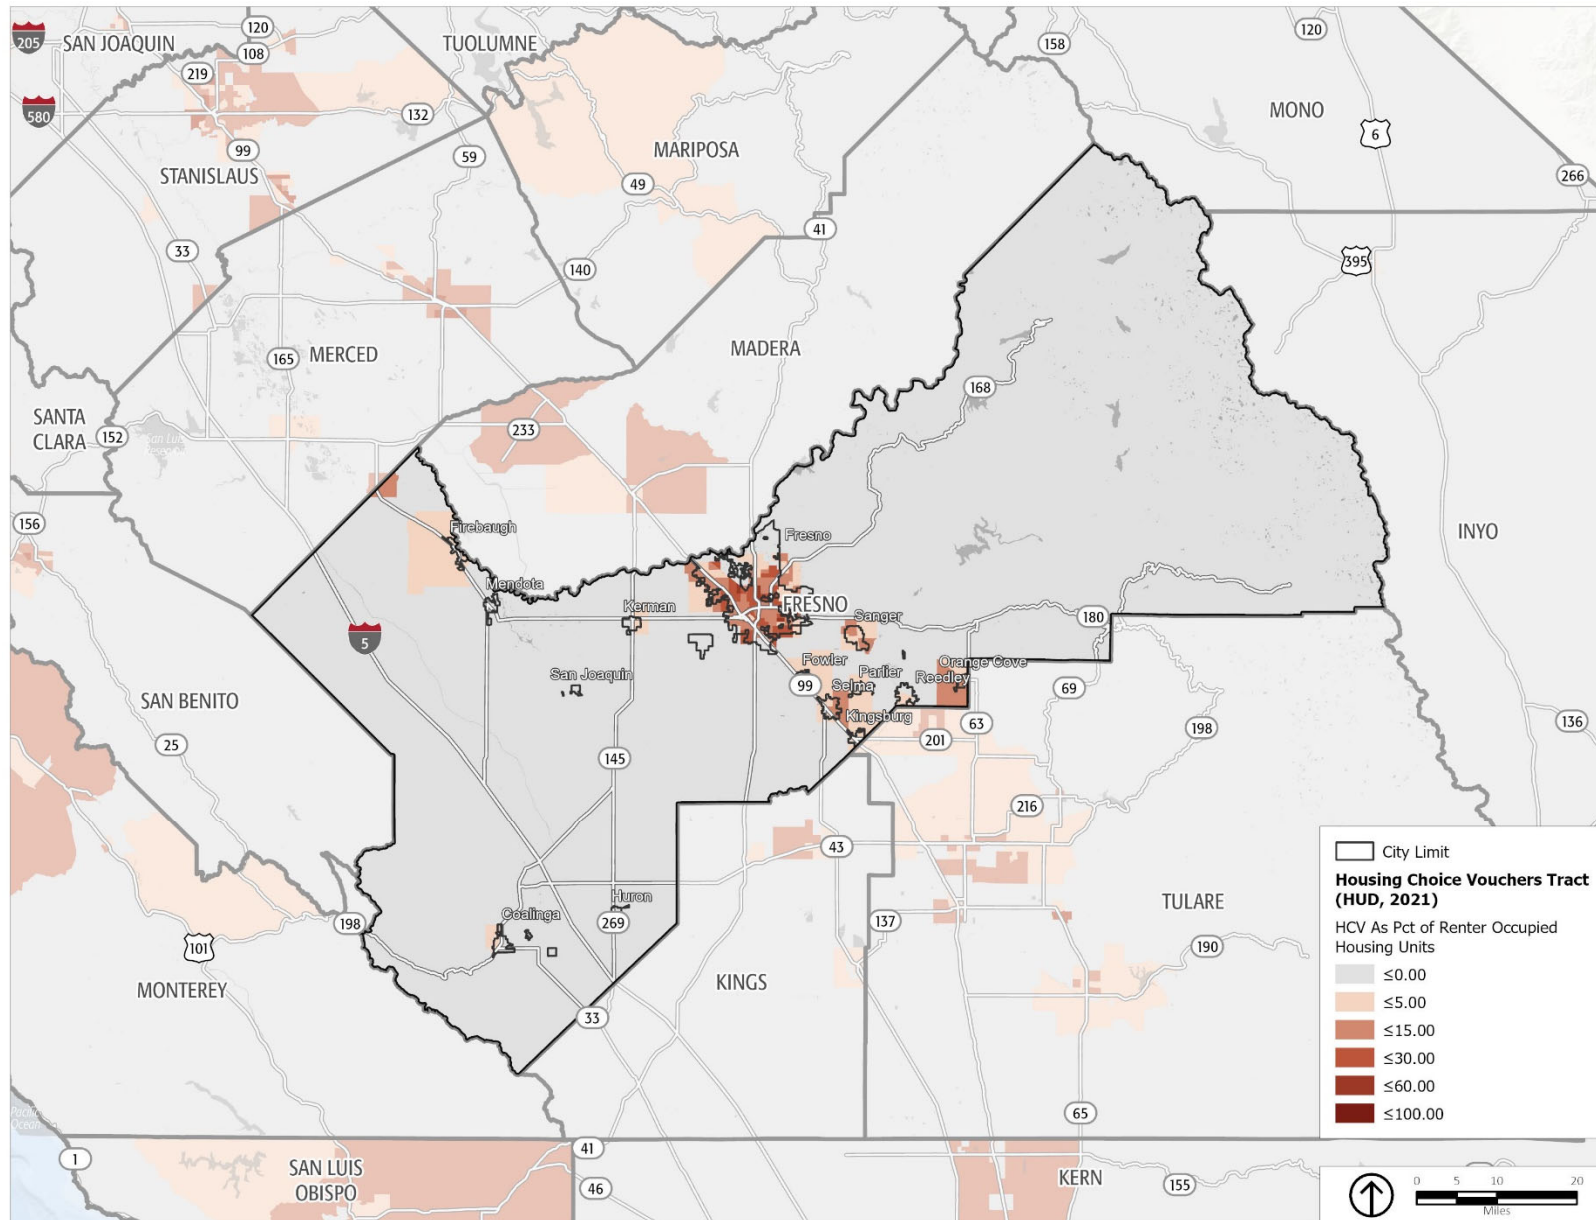 120
205
SAN JOAQUIN
108
TUOLUMNE
158
120
219
580
132
MONO
6
99
59
MARIPOSA
STANISLAUS
49
266
33
41
395
140
165
MERCED
MADERA
168
SANTA
CLARA
152
233
156
INYO
Firebaugh
Fresno
Mendota
Kerman
FRESNO
Sanger
180
5
San Joaquin
Fowler
Parlier
Orange Cove
Reedley
99
Selma
69
SAN BENITO
Kingsburg
63
136
25
201
198
145
216
43
Huron
Coalinga
269
198
137
TULARE
101
190
MONTEREY
KINGS
33
Pacific
Ocean
65
1
41
SAN LUIS
OBISPO
46
KERN
155
City Limit
Housing Choice Vouchers Tract
(HUD, 2021)
HCV As Pct of Renter Occupied
Housing Units
≤0.00
≤5.00
≤15.00
≤30.00
≤60.00
≤100.00
0 5 10 20
Miles